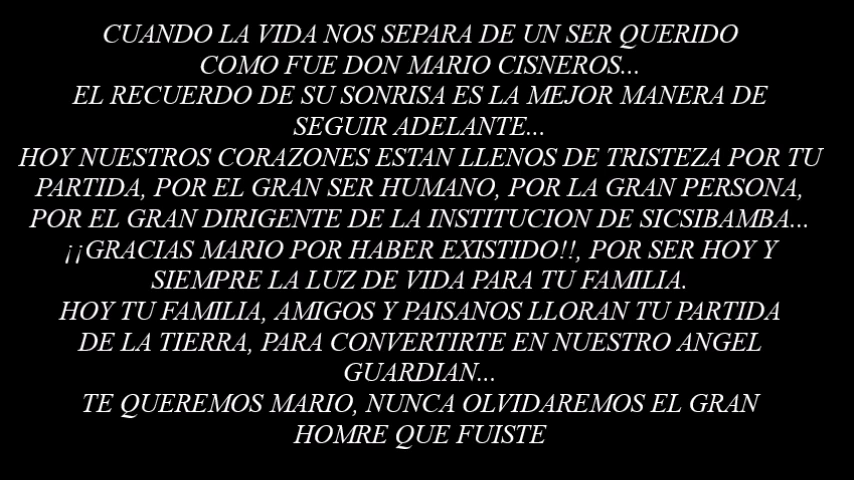 CUANDO LA VIDA NOS SEPARA DE UN SER QUERIDO
COMO FUE DON MARIO CISNEROS...
EL RECUERDO DE SU SONRISA ES LA MEJOR MANERA DE
SEGUIR ADELANTE...
HOY NUESTROS CORAZONES ESTAN LLENOS DE TRISTEZA POR TU
PARTIDA, POR EL GRAN SER HUMANO, POR LA GRAN PERSONA,
POR EL GRAN DIRIGENTE DE LA INSTITUCION DE SICSIBAMBA...
¡¡GRACIAS MARIO POR HABER EXISTIDO!!, POR SER HOY Y
SIEMPRE LA LUZ DE VIDA PARA TU FAMILIA.
HOY TU FAMILIA, AMIGOS Y PAISANOS LLORAN TU PARTIDA
DE LA TIERRA, PARA CONVERTIRTE EN NUESTRO ANGEL
GUARDIAN...
TE QUEREMOS MARIO, NUNCA OLVIDAREMOS EL GRAN
HOMRE QUE FUISTE